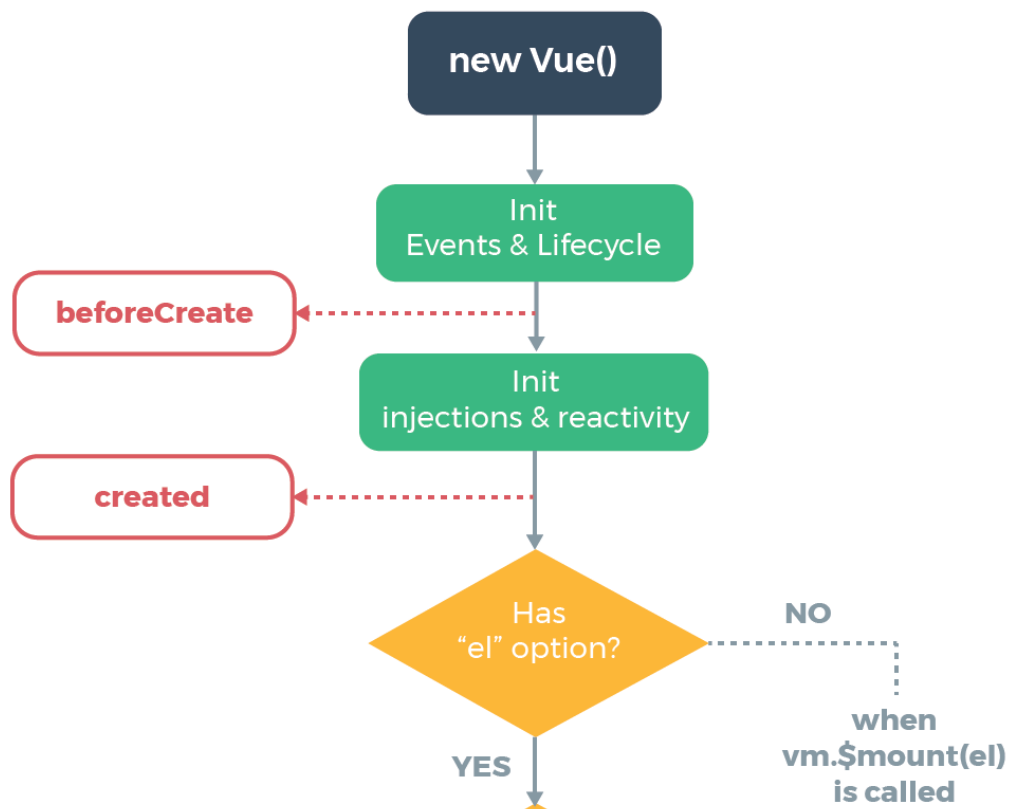 new Vue()
Init
Events & Lifecycle
beforeCreate
Init
injections & reactivity
created
Has
“el” option?
NO
YES
when
vm.$mount(el)
is called